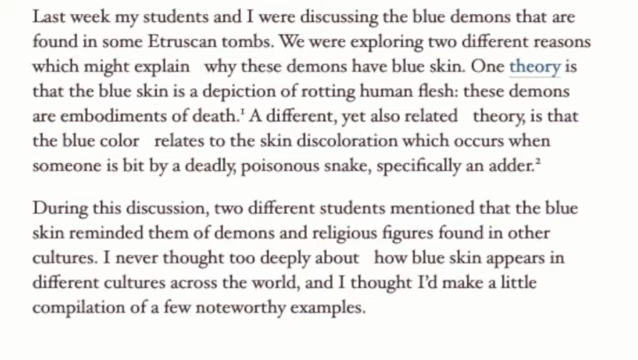 Last week my students and I were discussing the blue demons that are
found in some Etruscan tombs. We were exploring two different reasons
which might explain why these demons have blue skin. One theory is
that the blue skin is a depiction of rotting human flesh: these demons
are embodiments of death.¹ A different, yet also related theory, is that
the blue color relates to the skin discoloration which occurs when
someone is bit by a deadly, poisonous snake, specifically an adder.²
During this discussion, two different students mentioned that the blue
skin reminded them of demons and religious figures found in other
cultures. I never thought too deeply about how blue skin appears in
different cultures across the world, and I thought I'd make a little
compilation of a few noteworthy examples.